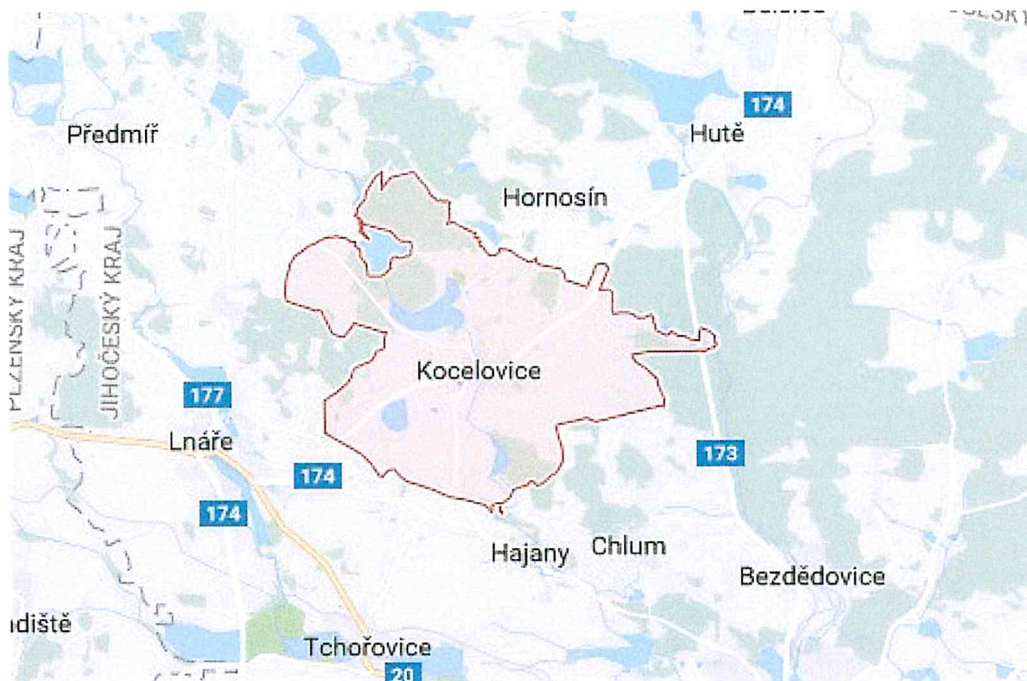 174
Předmíř
Hutě
Hornosín
PLZEŇSKÝ KRAJ
JIHOČESKÝ KRAJ
Kocelovice
177
Lnáře
173
174
174
Hajany
Chlum
Bezdědovice
Tchořovice
20